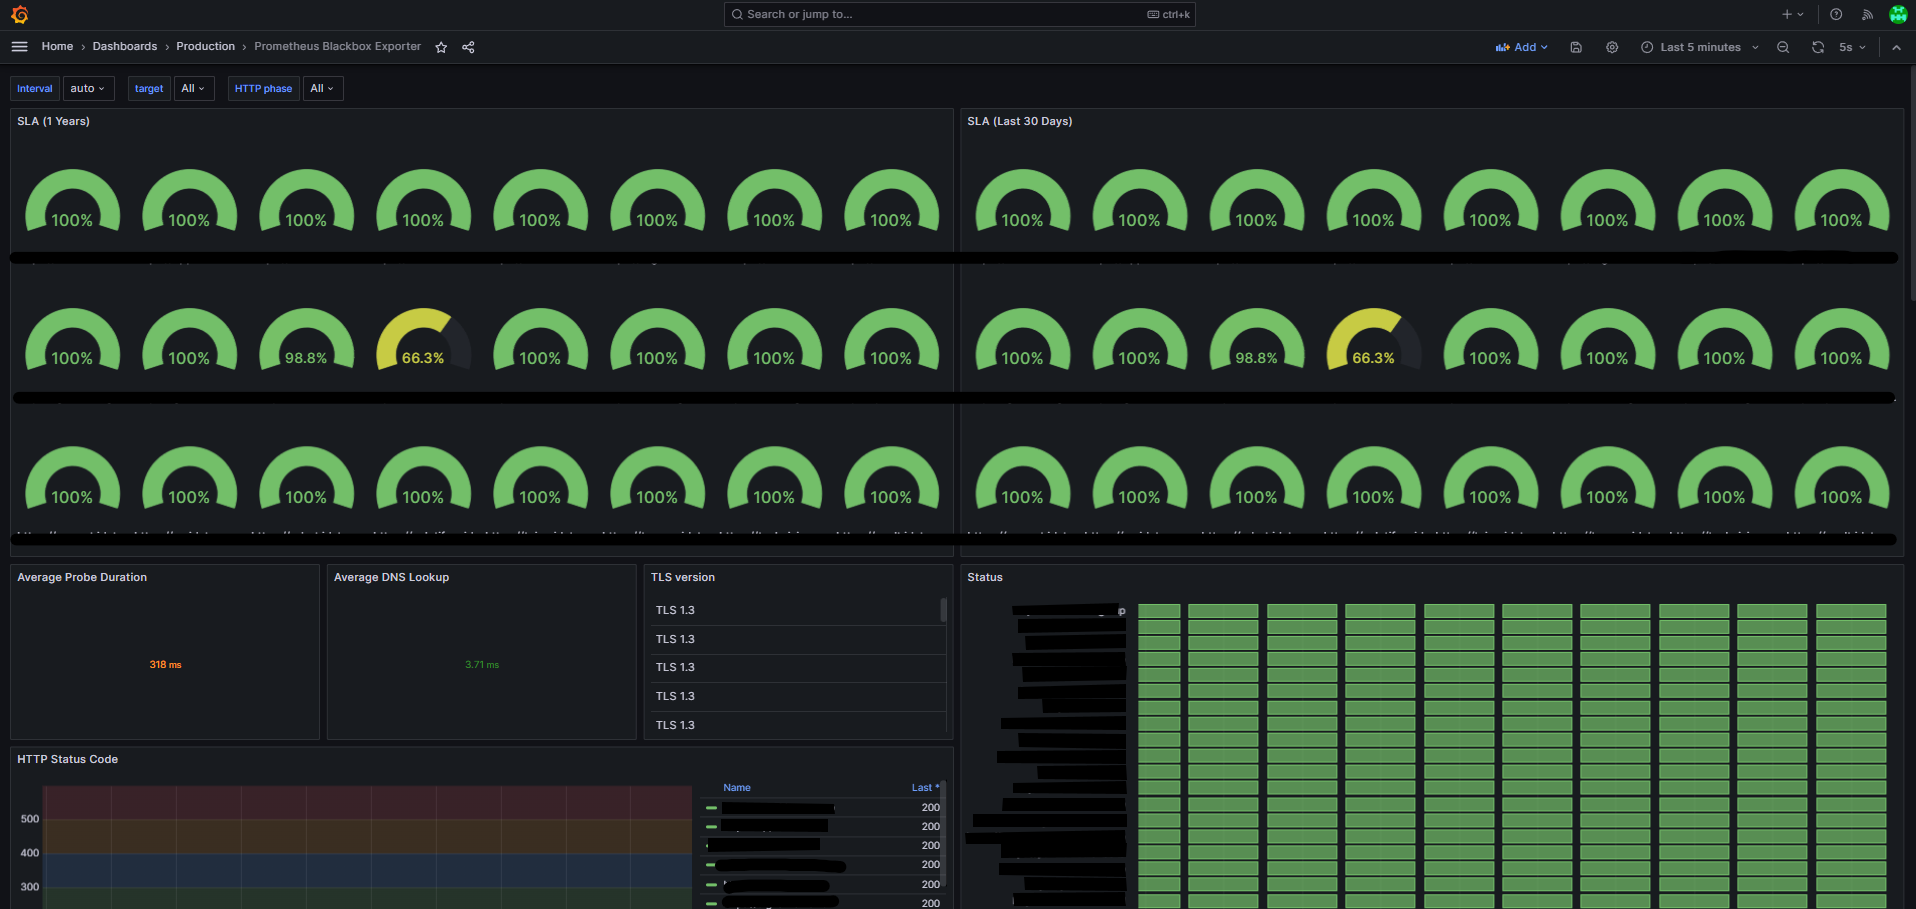 Search or jump to...
ctrl+k
Home › Dashboards › Production › Prometheus Blackbox Exporter
Add
Last 5 minutes
5s
Interval
auto
target
All
HTTP phase
All
SLA (1 Years)
100% 100% 100% 100% 100% 100% 100% 100%
100% 100% 98.8% 66.3% 100% 100% 100% 100%
100% 100% 100% 100% 100% 100% 100% 100%
SLA (Last 30 Days)
100% 100% 100% 100% 100% 100% 100% 100%
100% 100% 98.8% 66.3% 100% 100% 100% 100%
100% 100% 100% 100% 100% 100% 100% 100%
Average Probe Duration
318 ms
Average DNS Lookup
3.71 ms
TLS version
TLS 1.3
TLS 1.3
TLS 1.3
TLS 1.3
TLS 1.3
Status
HTTP Status Code
500
400
300
Name Last *
200
200
200
200
200
200